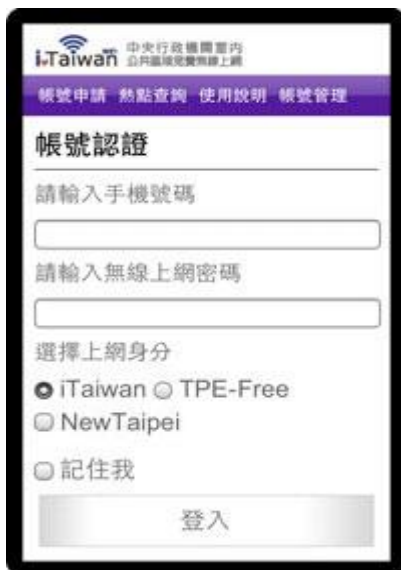 iTaiwan
中央行政機關室內
公共區域免費無線上網
帳號申請 熱點查詢 使用說明 帳號管理
帳號認證
請輸入手機號碼
請輸入無線上網密碼
選擇上網身分
iTaiwan TPE-Free
NewTaipei
記住我
登入